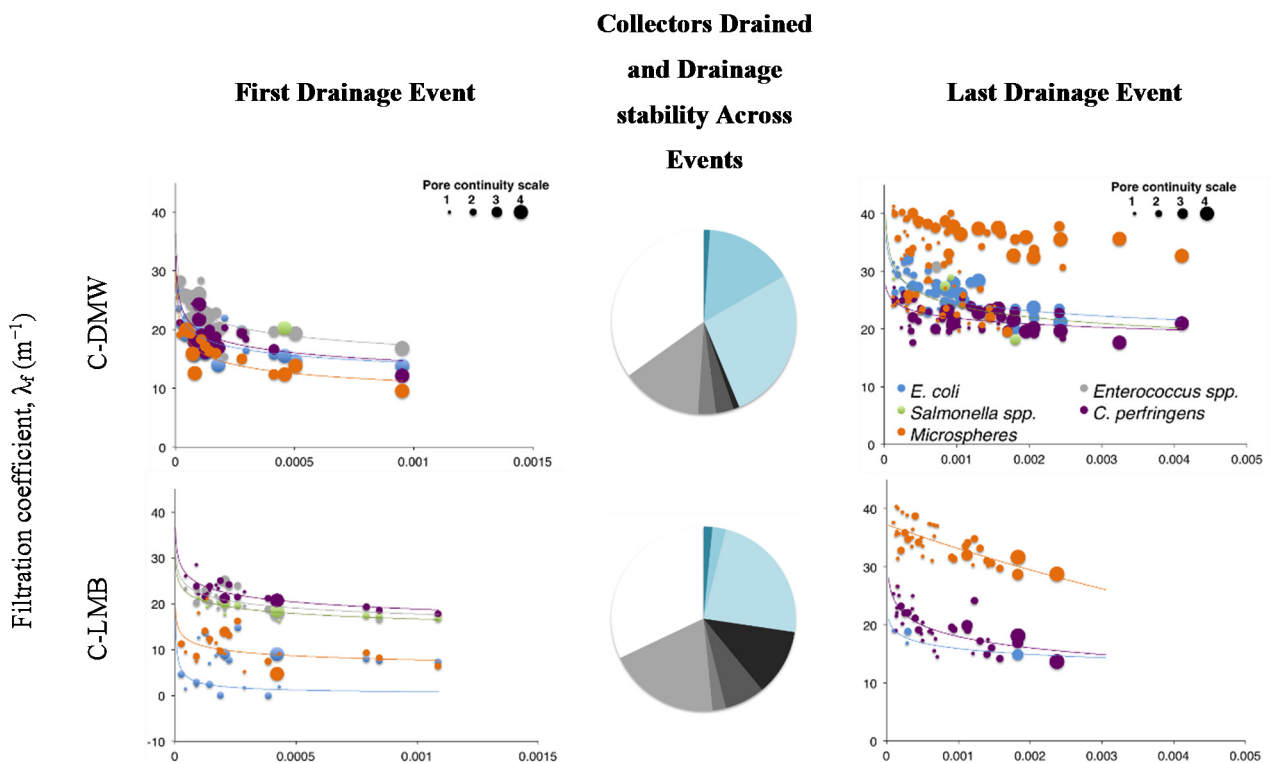 Collectors Drained
and Drainage
stability Across
Events
First Drainage Event
Last Drainage Event
Filtration coefficient, λf (m⁻¹)
C-DMW
Pore continuity scale
1 2 3 4
40
30
20
10
0
0 0.0005 0.001 0.0015
Pore continuity scale
1 2 3 4
40
30
20
10
0
E. coli
Enterococcus spp.
Salmonella spp.
C. perfringens
Microspheres
0 0.001 0.002 0.003 0.004 0.005
C-LMB
40
30
20
10
0
-10
0 0.0005 0.001 0.0015
40
30
20
10
0
0 0.001 0.002 0.003 0.004 0.005